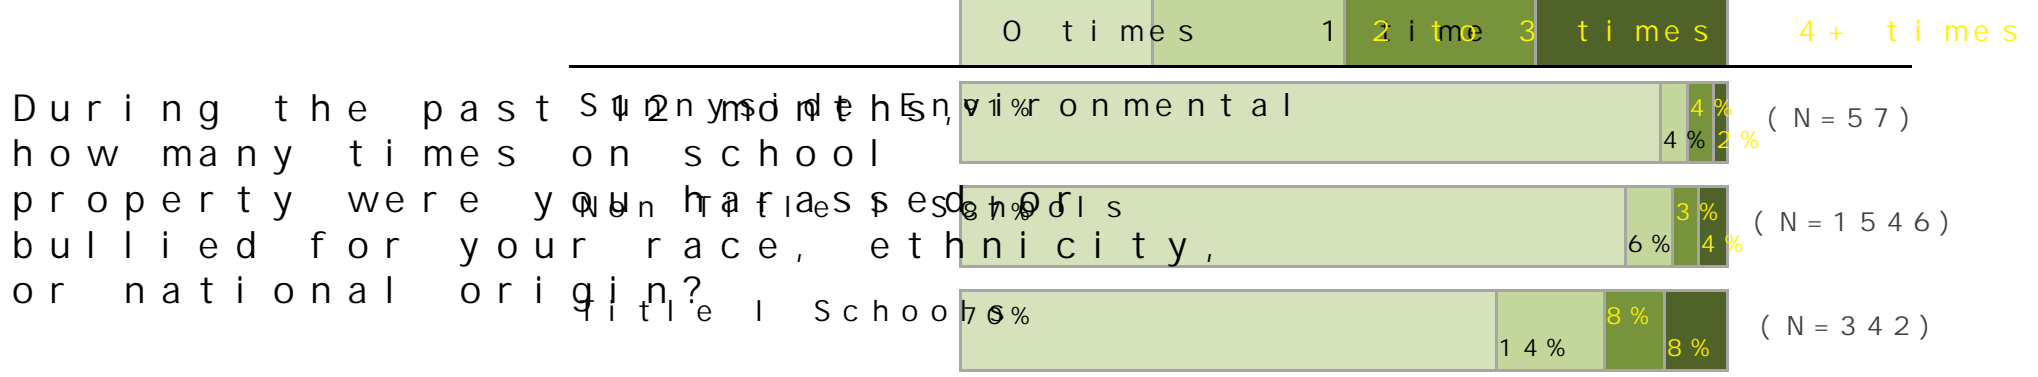 0 times 1 time 2 to 3 times 4+ times
During the past 12 months,
how many times on school
property were you harassed or
bullied for your race, ethnicity,
or national origin?
Sunnyside Environmental 91% 4% 4% 2% (N=57)
Non Title I Schools 87% 6% 3% 4% (N=1546)
Title I Schools 70% 14% 8% 8% (N=342)